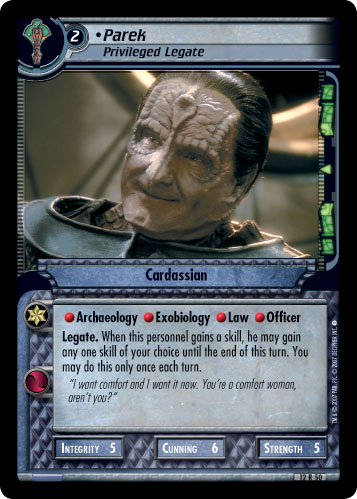 2 •Parek
Privileged Legate
Cardassian
Archaeology Exobiology Law Officer
Legate. When this personnel gains a skill, he may gain
any one skill of your choice until the end of this turn. You
may do this only once each turn.
"I want comfort and I want it now. You're a comfort woman,
aren't you?"
INTEGRITY 5 CUNNING 6 STRENGTH 5
12 R 50